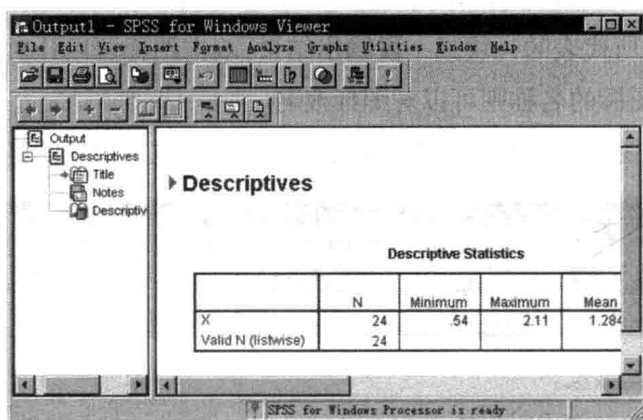 Output1 - SPSS for Windows Viewer
File Edit View Insert Format Analyze Graphs Utilities Window Help
Output
Descriptives
Title
Notes
Descriptiv
Descriptives
Descriptive Statistics
N Minimum Maximum Mean
X 24 .54 2.11 1.284
Valid N (listwise) 24
SPSS for Windows Processor is ready